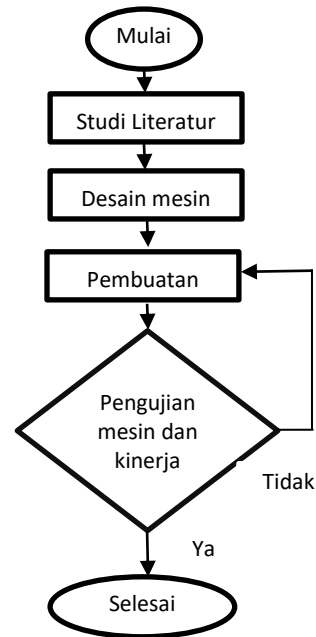 Mulai
Studi Literatur
Desain mesin
Pembuatan
Pengujian
mesin dan
kinerja
Tidak
Ya
Selesai